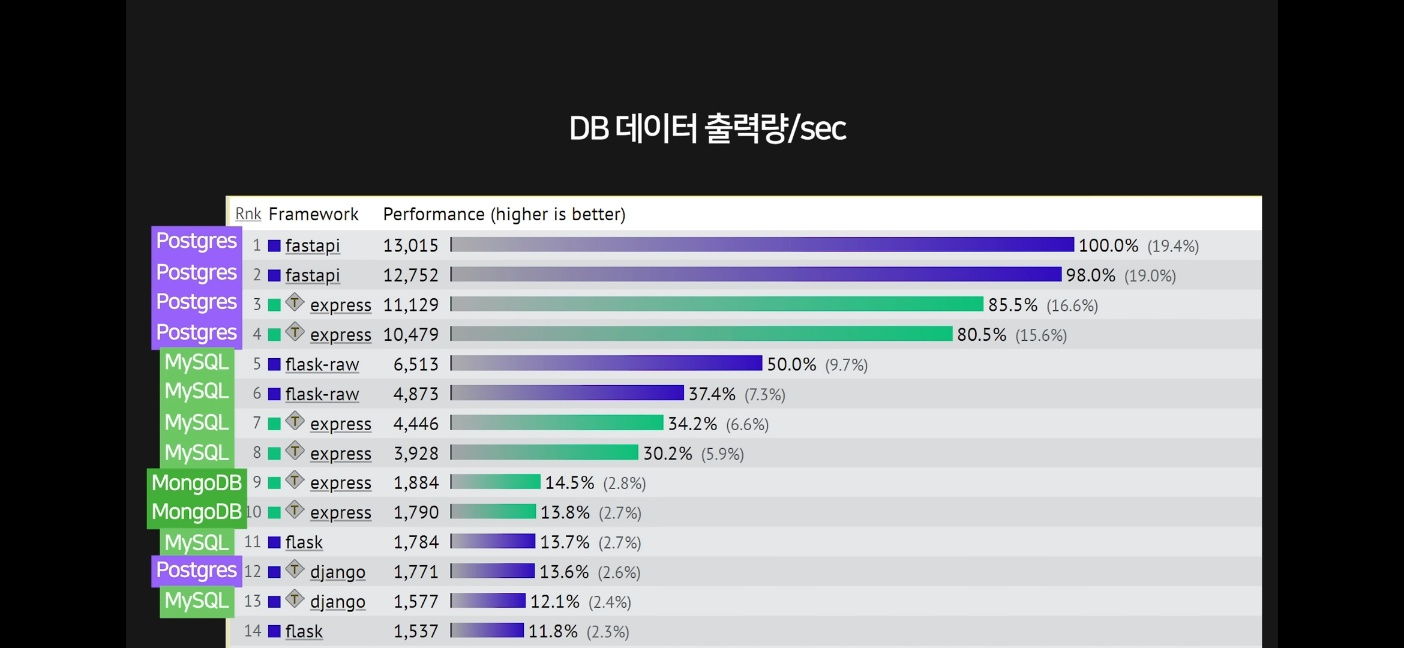 DB 데이터 출력량/sec
Rnk Framework Performance (higher is better)
Postgres 1 fastapi 13,015 100.0% (19.4%)
Postgres 2 fastapi 12,752 98.0% (19.0%)
Postgres 3 T express 11,129 85.5% (16.6%)
Postgres 4 T express 10,479 80.5% (15.6%)
MySQL 5 flask-raw 6,513 50.0% (9.7%)
MySQL 6 flask-raw 4,873 37.4% (7.3%)
MySQL 7 T express 4,446 34.2% (6.6%)
MySQL 8 T express 3,928 30.2% (5.9%)
MongoDB 9 T express 1,884 14.5% (2.8%)
MongoDB 10 T express 1,790 13.8% (2.7%)
MySQL 11 flask 1,784 13.7% (2.7%)
Postgres 12 T django 1,771 13.6% (2.6%)
MySQL 13 T django 1,577 12.1% (2.4%)
14 flask 1,537 11.8% (2.3%)